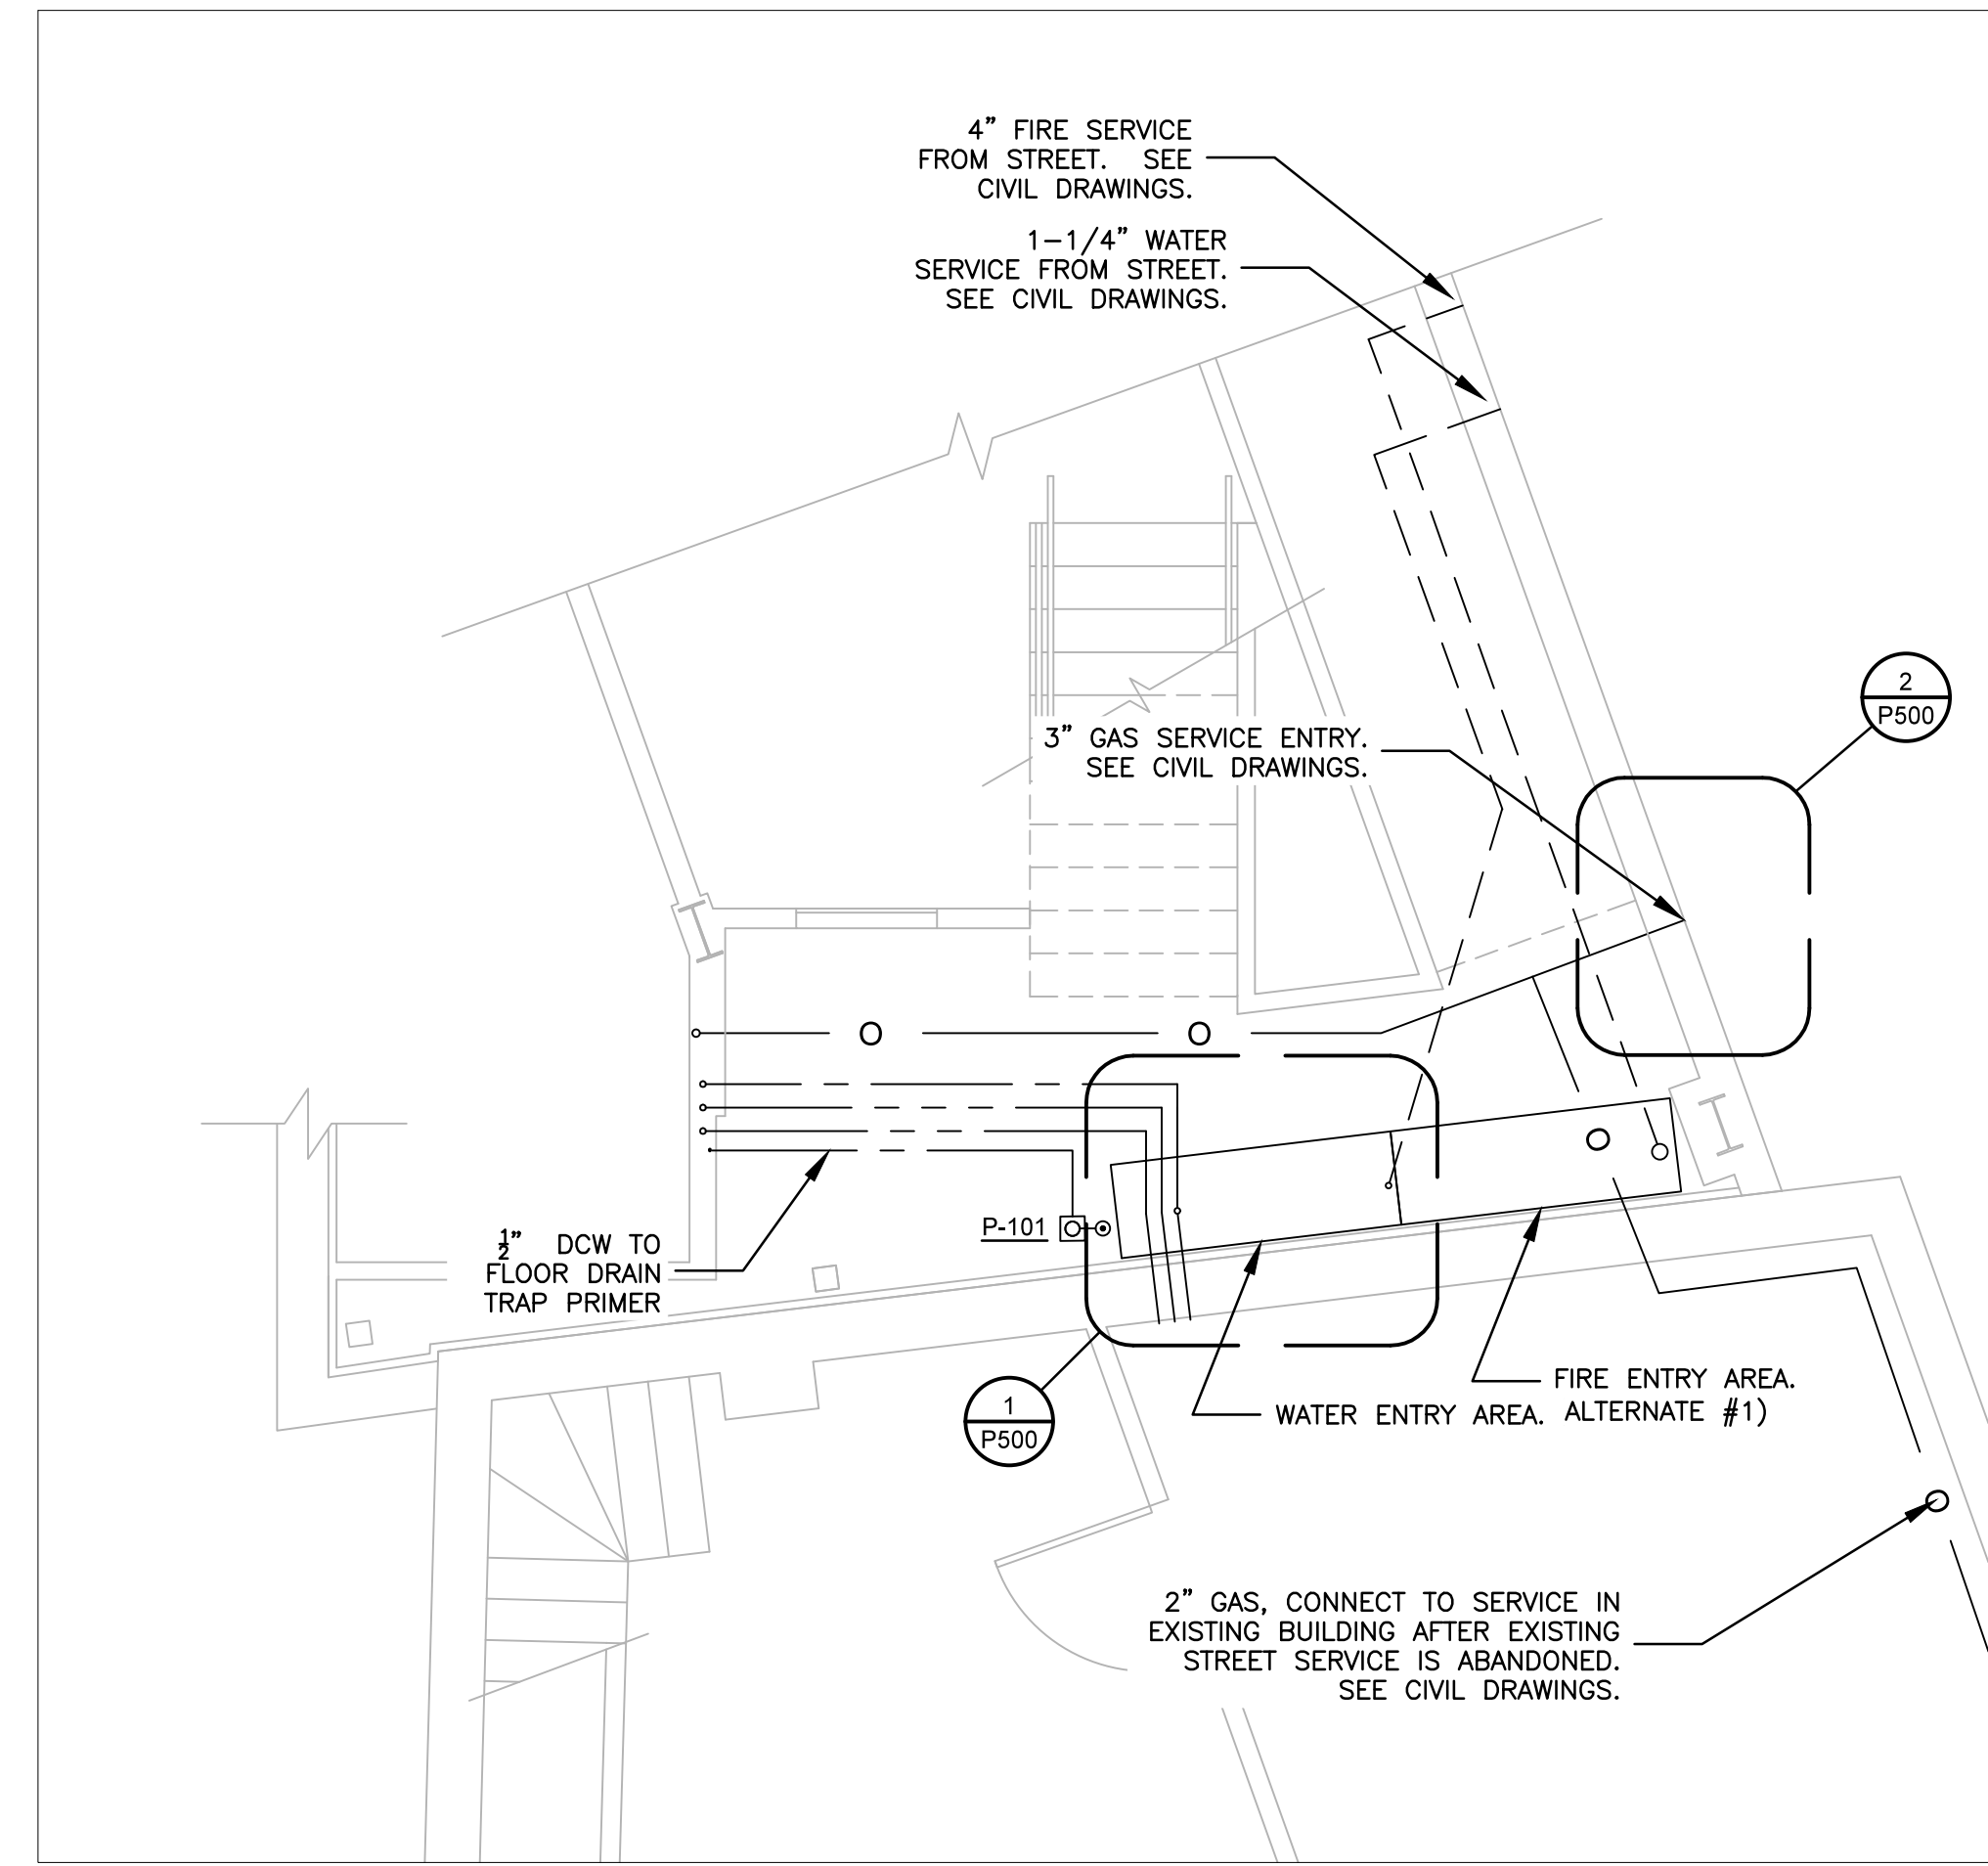 4" FIRE SERVICE
FROM STREET. SEE
CIVIL DRAWINGS.
1-1/4" WATER
SERVICE FROM STREET.
SEE CIVIL DRAWINGS.
2
P500
3" GAS SERVICE ENTRY.
SEE CIVIL DRAWINGS.
P-101
1/2" DCW TO
FLOOR DRAIN
TRAP PRIMER
FIRE ENTRY AREA.
ALTERNATE #1)
WATER ENTRY AREA.
1
P500
2" GAS, CONNECT TO SERVICE IN
EXISTING BUILDING AFTER EXISTING
STREET SERVICE IS ABANDONED.
SEE CIVIL DRAWINGS.